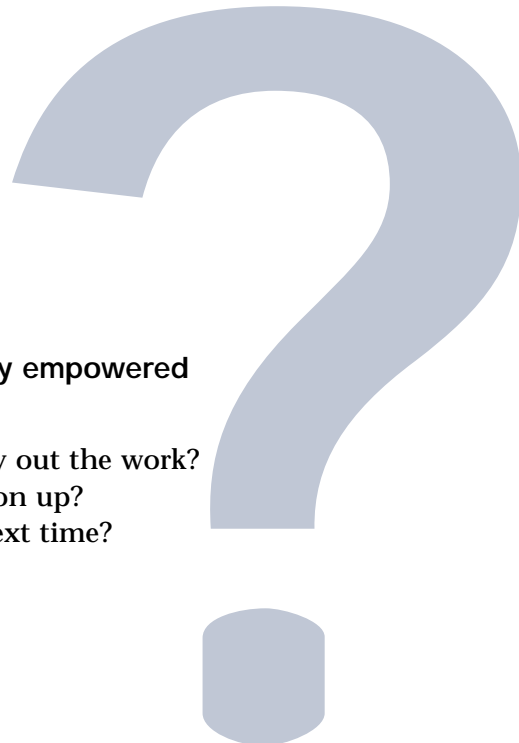 y empowered
y out the work?
on up?
ext time?
?